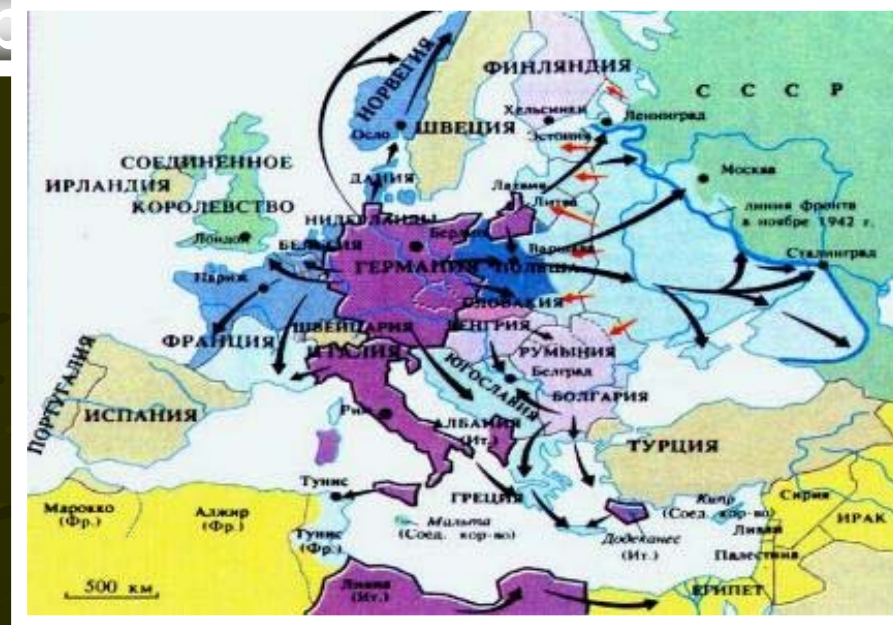 НОРВЕГИЯ
ФИНЛЯНДИЯ
С С С Р
Хельсинки
Ленинград
Осло
ШВЕЦИЯ
Эстония
Москва
СОЕДИНЕННОЕ
КОРОЛЕВСТВО
ИРЛАНДИЯ
ДАНИЯ
Латвия
Литва
линия фронта
в ноябре 1942 г.
НИДЕРЛАНДЫ
Лондон
Берлин
Варшава
Сталинград
БЕЛЬГИЯ
ГЕРМАНИЯ
ПОЛЬША
Париж
СЛОВАКИЯ
ФРАНЦИЯ
ШВЕЙЦАРИЯ
ВЕНГРИЯ
ИТАЛИЯ
РУМЫНИЯ
Белград
ЮГОСЛАВИЯ
ПОРТУГАЛИЯ
ИСПАНИЯ
БОЛГАРИЯ
Рим
АЛБАНИЯ
(Ит.)
ТУРЦИЯ
Тунис
ГРЕЦИЯ
Марокко
(Фр.)
Алжир
(Фр.)
Тунис
(Фр.)
Мальта
(Соед. кор-во)
Кипр
(Соед. кор-во)
Сирия
ИРАК
Ливан
Додеканес
(Ит.)
Палестина
500 км
Ливия
(Ит.)
ЕГИПЕТ